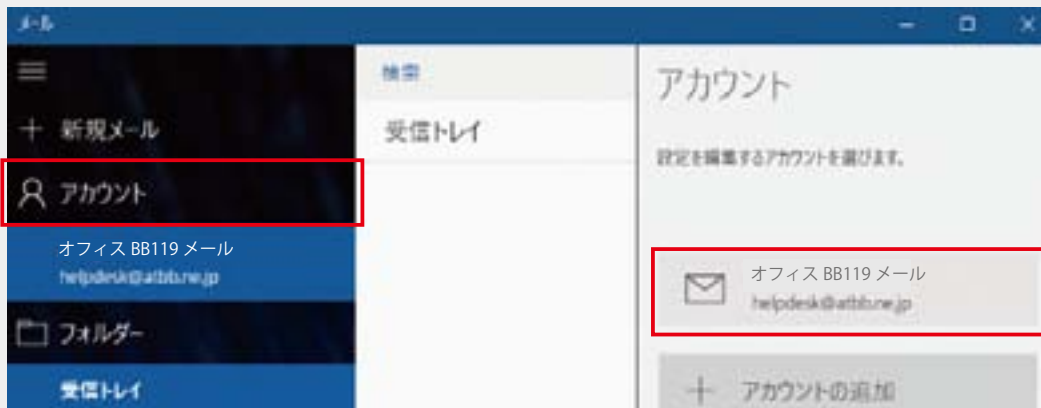 メール
新規メール
アカウント
オフィス BB119 メール
helpdesk@atbb.ne.jp
フォルダー
受信トレイ
検索
受信トレイ
アカウント
設定を編集するアカウントを選びます。
オフィス BB119 メール
helpdesk@atbb.ne.jp
アカウントの追加